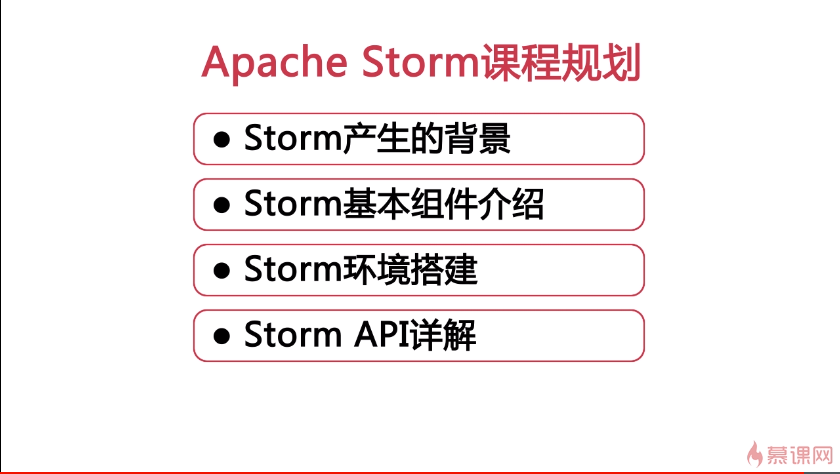 Apache Storm课程规划
● Storm产生的背景
● Storm基本组件介绍
● Storm环境搭建
● Storm API详解
慕课网